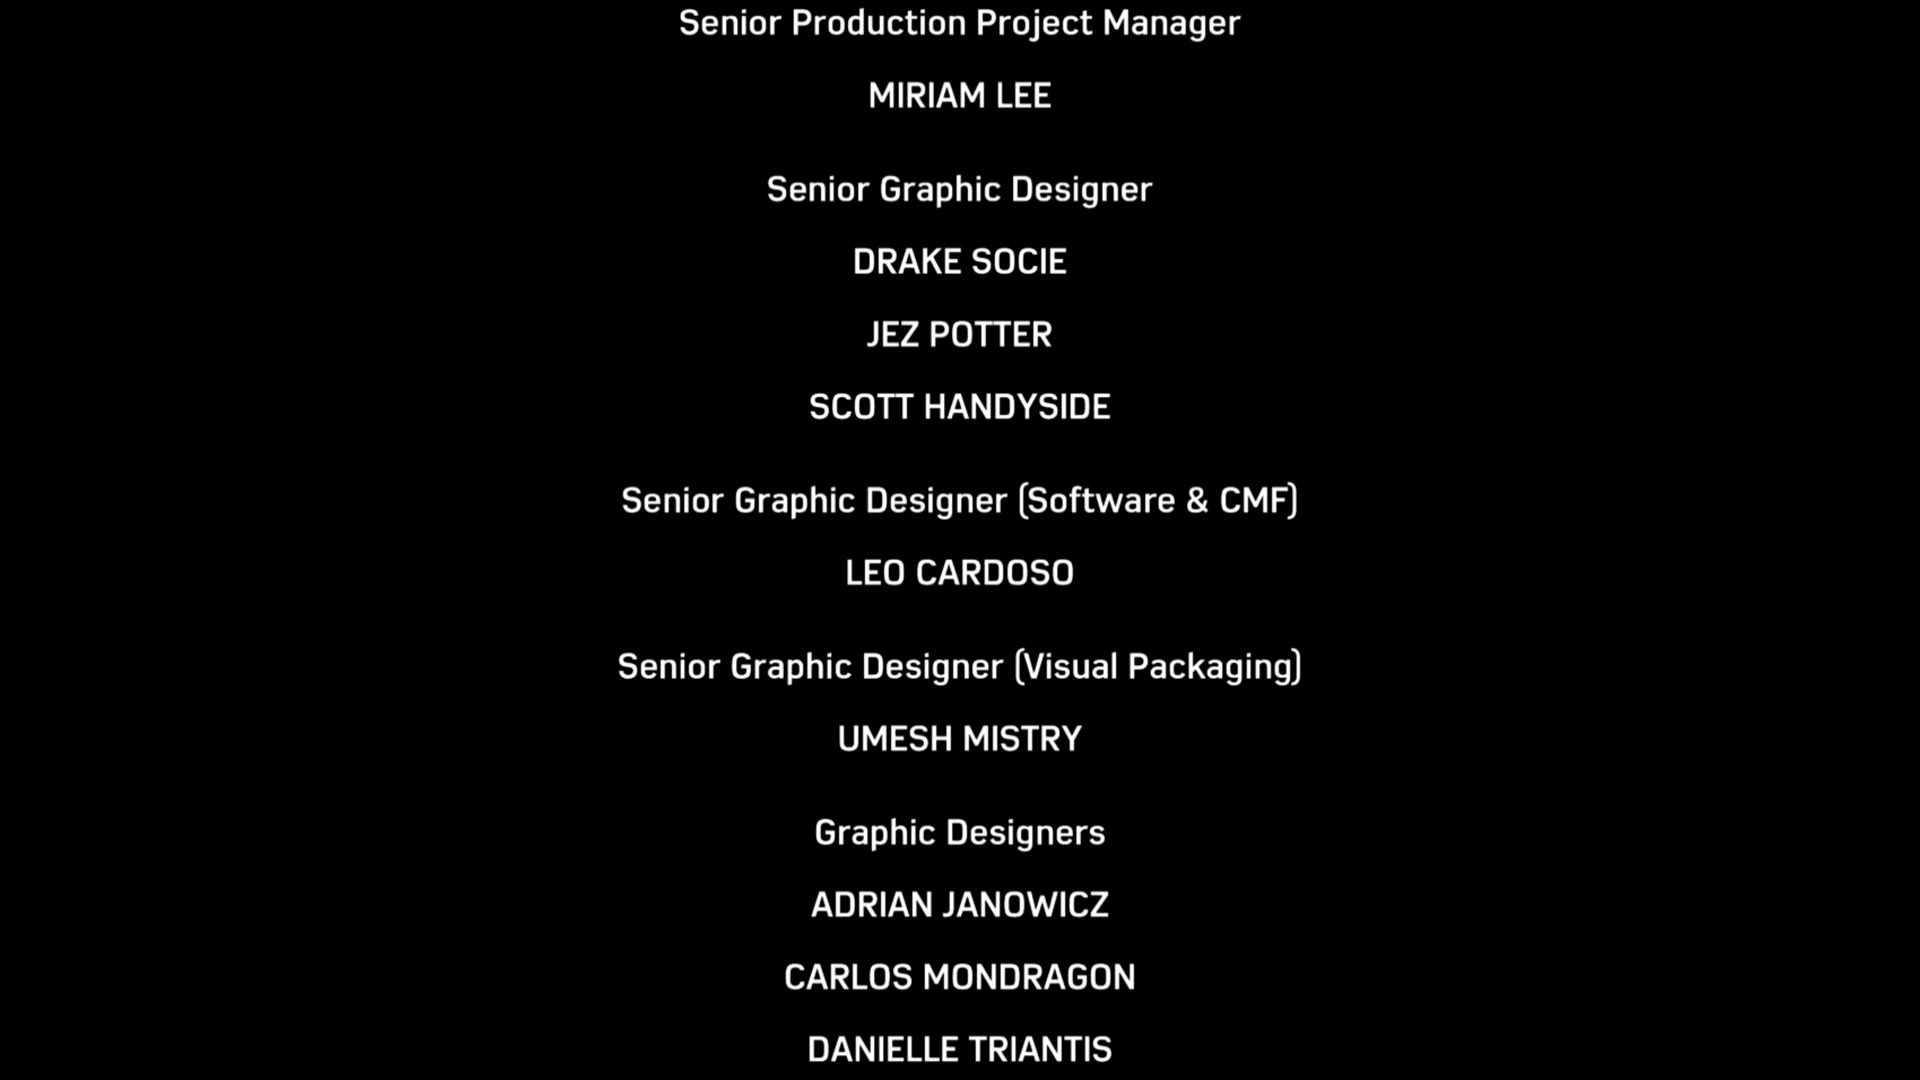 Senior Production Project Manager
MIRIAM LEE
Senior Graphic Designer
DRAKE SOCIE
JEZ POTTER
SCOTT HANDYSIDE
Senior Graphic Designer (Software & CMF)
LEO CARDOSO
Senior Graphic Designer (Visual Packaging)
UMESH MISTRY
Graphic Designers
ADRIAN JANOWICZ
CARLOS MONDRAGON
DANIELLE TRIANTIS